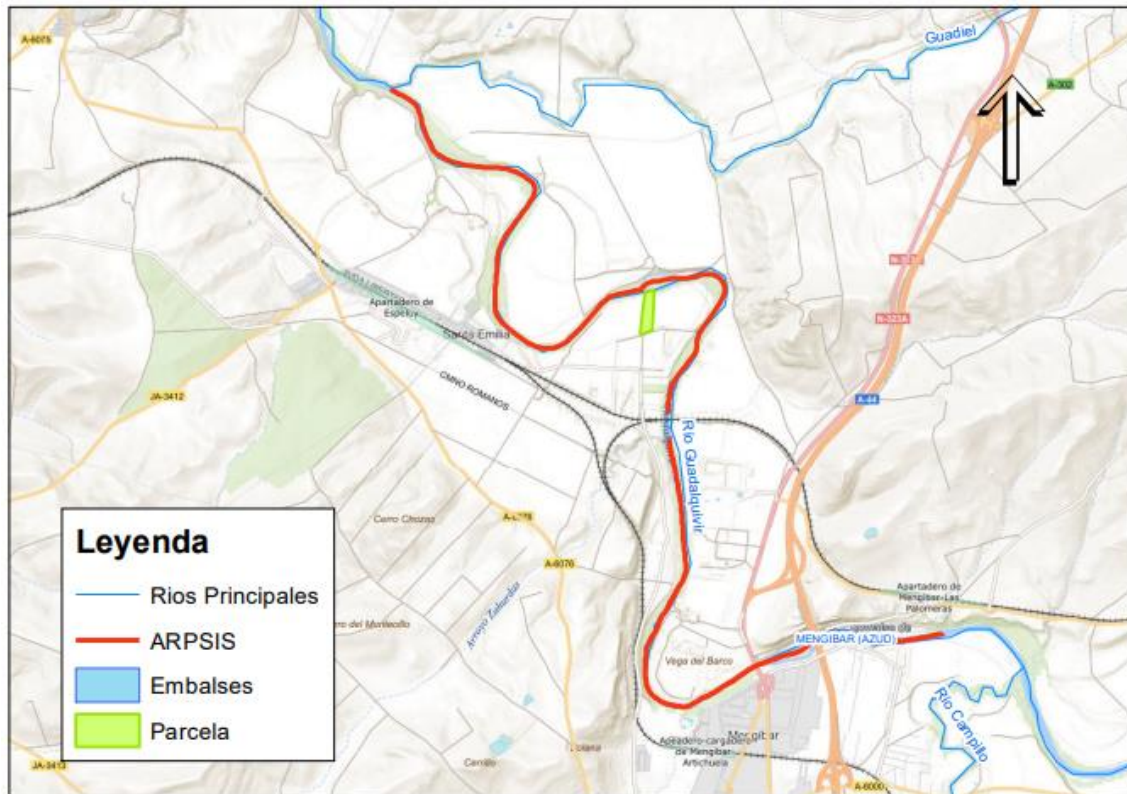 A-6075
Guadiel
A-302
N-323A
Apartadero de
Espeluy
Santa Emilia
CMNO ROMANOS
JA-3412
A-44
Río Guadalquivir
Cerro Chozas
A-6076
Arroyo Zahurdas
Apartadero de
Mengibar-Las
Palomeras
MENGIBAR (AZUD)
Vega del Barco
Río Campillo
Mengibar
Apeadero-cargadero
de Mengibar-
Artichuela
Cerrillo
JA-3413
A-6000
Leyenda
Rios Principales
ARPSIS
Embalses
Parcela